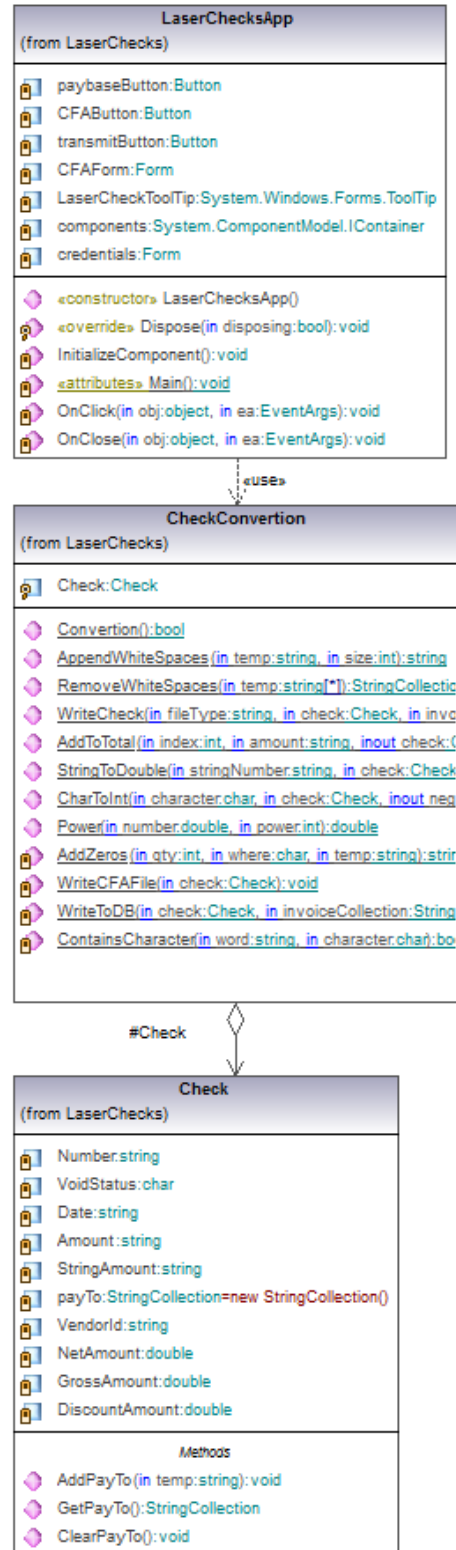 LaserChecksApp
(from LaserChecks)
paybaseButton:Button
CFAButton:Button
transmitButton:Button
CFAForm:Form
LaserCheckToolTip:System.Windows.Forms.ToolTip
components:System.ComponentModel.IContainer
credentials:Form
«constructor» LaserChecksApp()
«override» Dispose(in disposing:bool):void
InitializeComponent():void
«attributes» Main():void
OnClick(in obj:object, in ea:EventArgs):void
OnClose(in obj:object, in ea:EventArgs):void
«use»
CheckConvertion
(from LaserChecks)
Check:Check
Convertion():bool
AppendWhiteSpaces(in temp:string, in size:int):string
RemoveWhiteSpaces(in temp:string[*]):StringCollectio
WriteCheck(in fileType:string, in check:Check, in invo
AddToTotal(in index:int, in amount:string, inout check:C
StringToDouble(in stringNumber:string, in check:Check
CharToInt(in character:char, in check:Check, inout neg
Power(in number:double, in power:int):double
AddZeros(in qty:int, in where:char, in temp:string):strin
WriteCFAFile(in check:Check):void
WriteToDB(in check:Check, in invoiceCollection:String
ContainsCharacter(in word:string, in character:char):bo
#Check
Check
(from LaserChecks)
Number:string
VoidStatus:char
Date:string
Amount:string
StringAmount:string
payTo:StringCollection=new StringCollection()
VendorId:string
NetAmount:double
GrossAmount:double
DiscountAmount:double
Methods
AddPayTo(in temp:string):void
GetPayTo():StringCollection
ClearPayTo():void